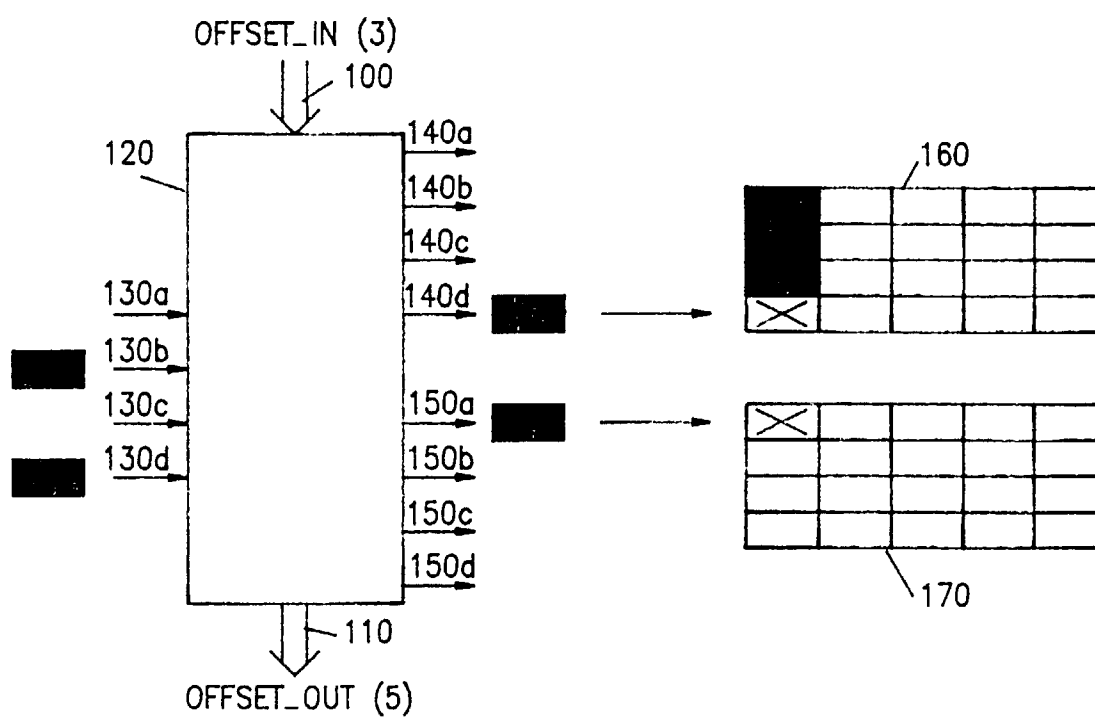 OFFSET_IN (3)
100
120
140a
140b
140c
140d
130a
130b
130c
130d
150a
150b
150c
150d
160
170
110
OFFSET_OUT (5)